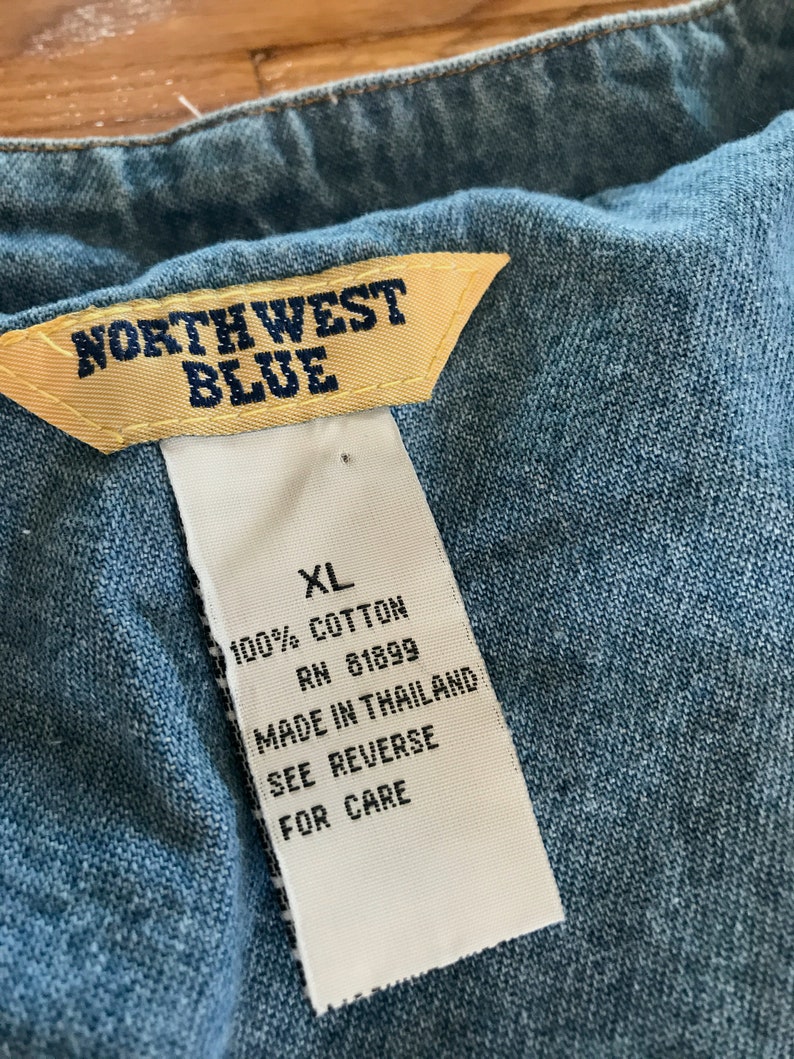 NORTHWEST
BLUE
XL
100% COTTON
RN 81899
MADE IN THAILAND
SEE REVERSE
FOR CARE